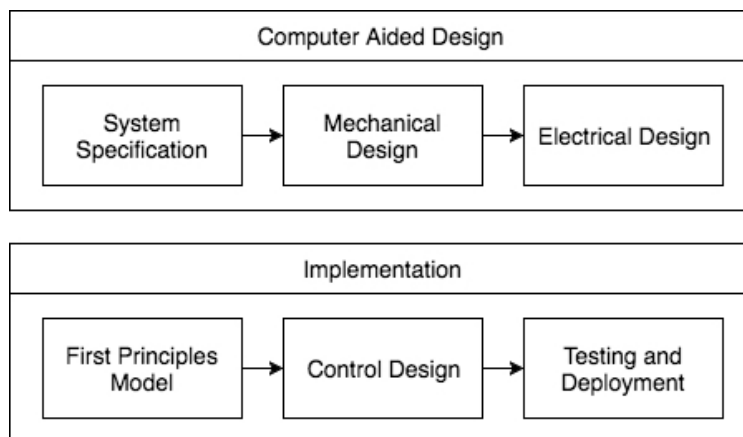 Computer Aided Design
System
Specification
Mechanical
Design
Electrical Design
Implementation
First Principles
Model
Control Design
Testing and
Deployment